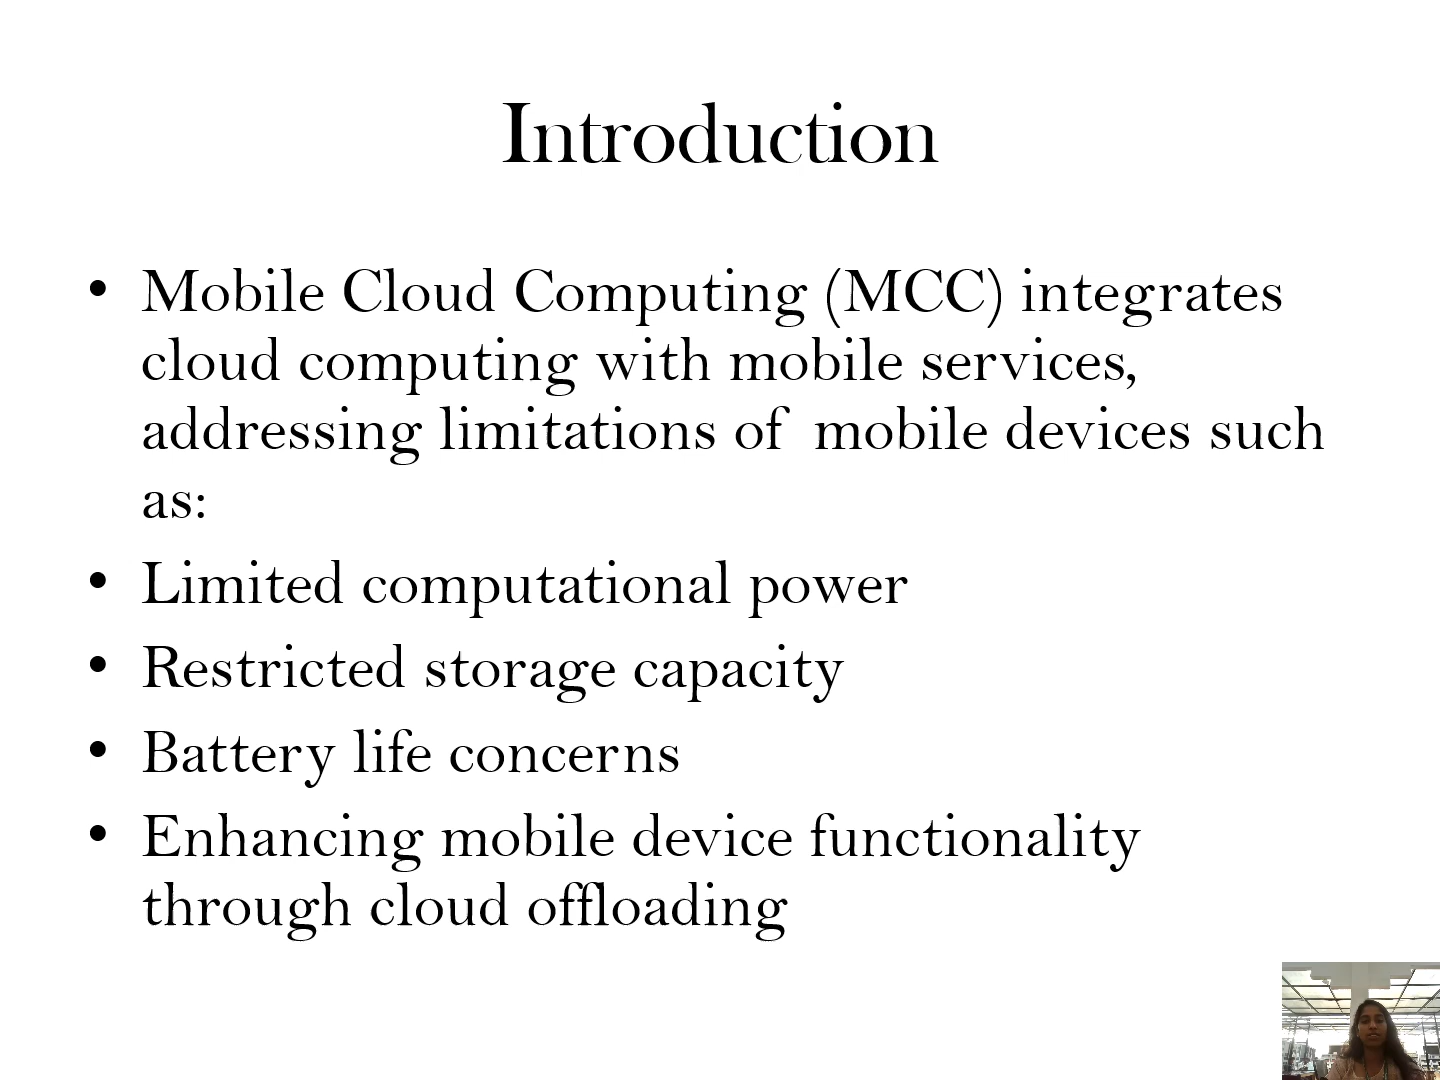 Introduction
• Mobile Cloud Computing (MCC) integrates
cloud computing with mobile services,
addressing limitations of mobile devices such
as:
• Limited computational power
• Restricted storage capacity
• Battery life concerns
• Enhancing mobile device functionality
through cloud offloading